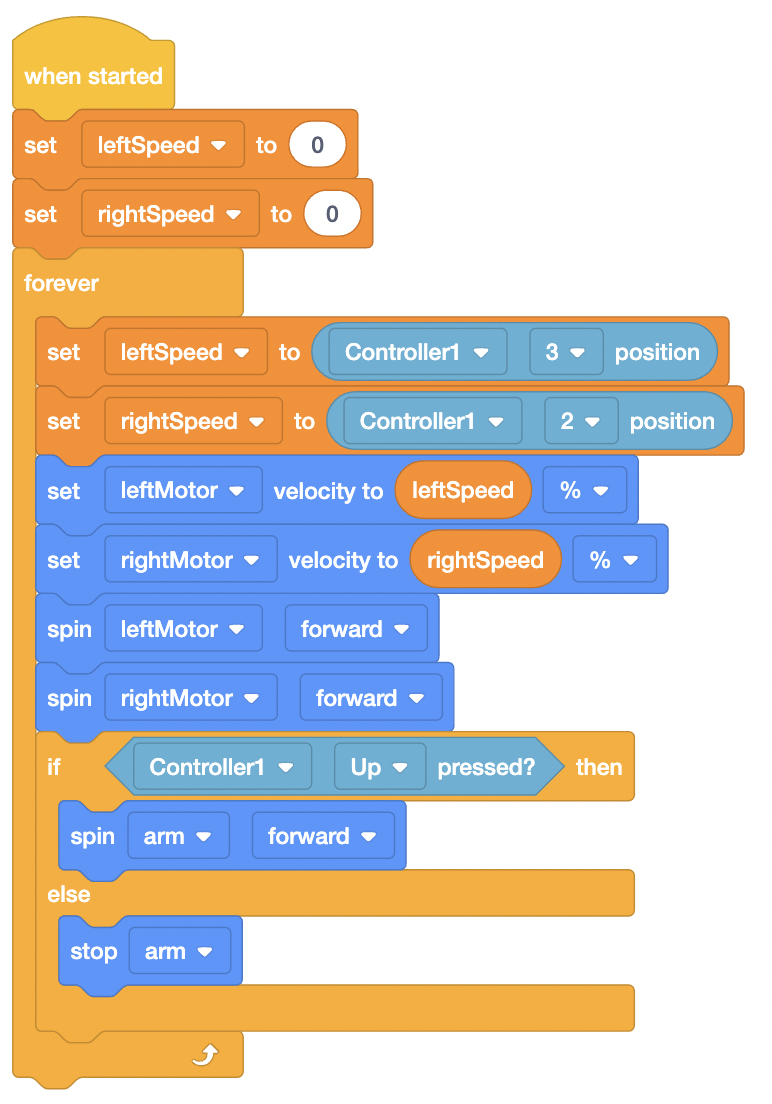 when started
set leftSpeed to 0
set rightSpeed to 0
forever
set leftSpeed to Controller1 3 position
set rightSpeed to Controller1 2 position
set leftMotor velocity to leftSpeed %
set rightMotor velocity to rightSpeed %
spin leftMotor forward
spin rightMotor forward
if Controller1 Up pressed? then
spin arm forward
else
stop arm